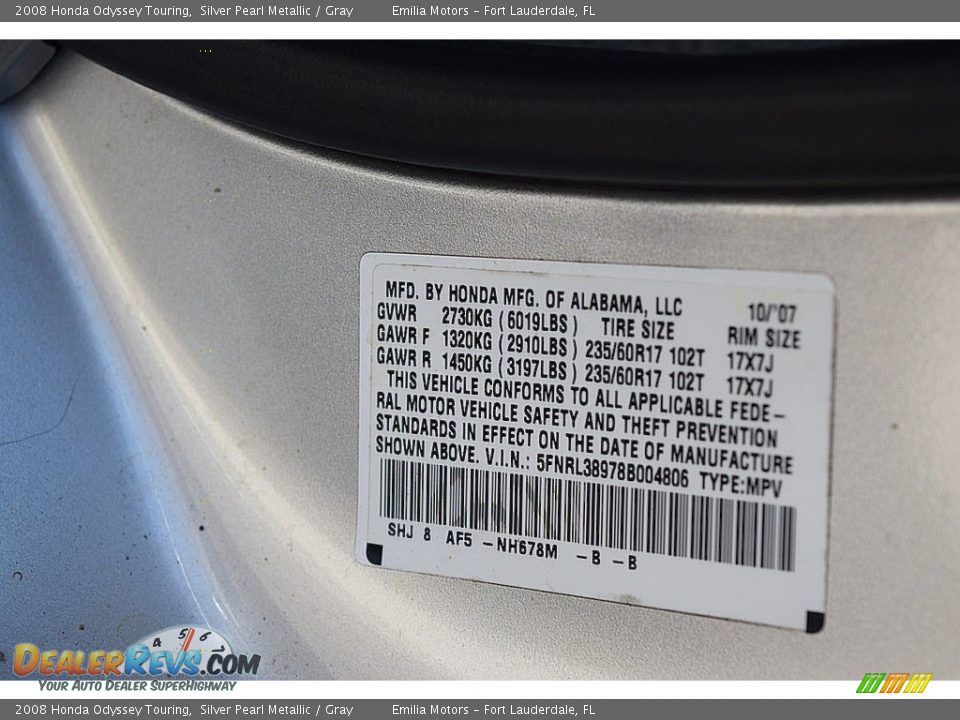 2008 Honda Odyssey Touring, Silver Pearl Metallic / Gray Emilia Motors – Fort Lauderdale, FL
MFD. BY HONDA MFG. OF ALABAMA, LLC 10/'07
GVWR 2730KG (6019LBS) TIRE SIZE RIM SIZE
GAWR F 1320KG (2910LBS) 235/60R17 102T 17X7J
GAWR R 1450KG (3197LBS) 235/60R17 102T 17X7J
THIS VEHICLE CONFORMS TO ALL APPLICABLE FEDE–
RAL MOTOR VEHICLE SAFETY AND THEFT PREVENTION
STANDARDS IN EFFECT ON THE DATE OF MANUFACTURE
SHOWN ABOVE. V.I.N.: 5FNRL38978B004806 TYPE:MPV
SHJ 8 AF5 –NH678M –B –B
4 5 6 7
DEALERREVS.COM
YOUR AUTO DEALER SUPERHIGHWAY
2008 Honda Odyssey Touring, Silver Pearl Metallic / Gray Emilia Motors – Fort Lauderdale, FL